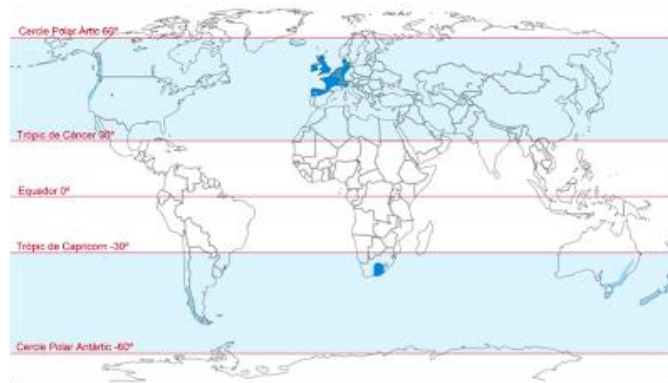 Cercle Polar Àrtic 60º
Tròpic de Càncer 30º
Equador 0º
Tròpic de Capricorn -30º
Cercle Polar Antàrtic -60º